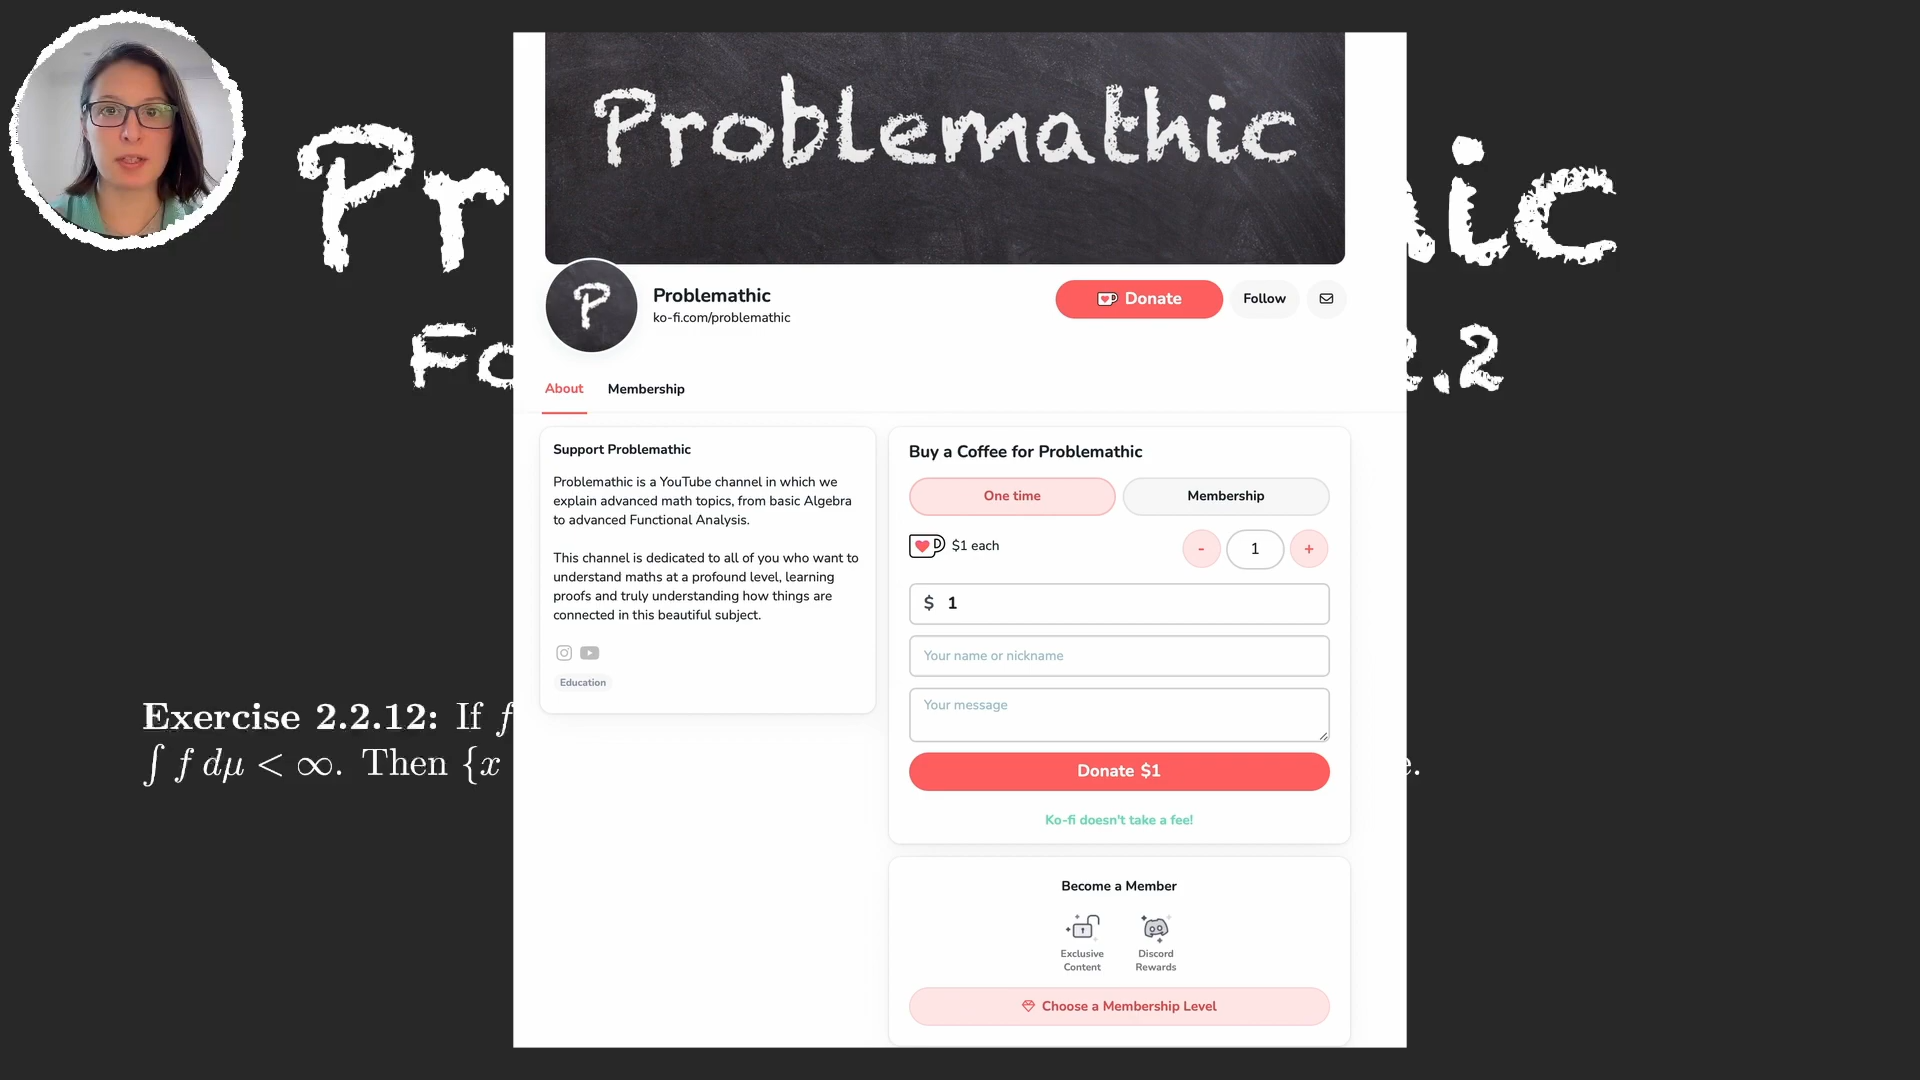 Pr
ic
Problemathic
Problemathic
ko-fi.com/problemathic
Donate
Follow
2.2
About
Membership
Support Problemathic
Problemathic is a YouTube channel in which we
explain advanced math topics, from basic Algebra
to advanced Functional Analysis.
This channel is dedicated to all of you who want to
understand maths at a profound level, learning
proofs and truly understanding how things are
connected in this beautiful subject.
Education
Buy a Coffee for Problemathic
One time
Membership
$1 each
- 1 +
$ 1
Your name or nickname
Your message
Donate $1
Ko-fi doesn't take a fee!
Become a Member
Exclusive
Content
Discord
Rewards
Choose a Membership Level
Exercise 2.2.12: If f
∫ f dμ < ∞. Then {x
e.